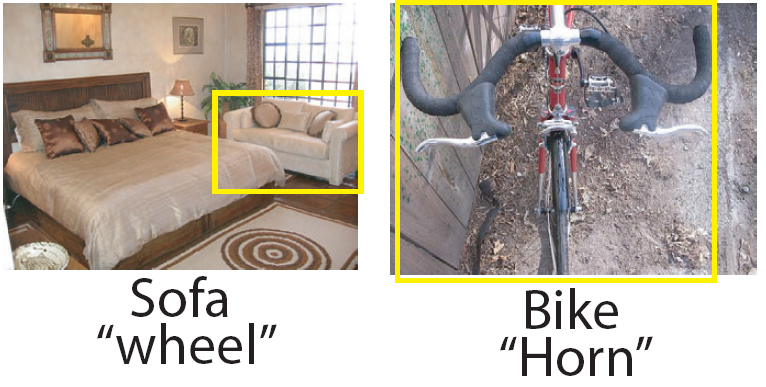 Sofa
“wheel”
Bike
“Horn”